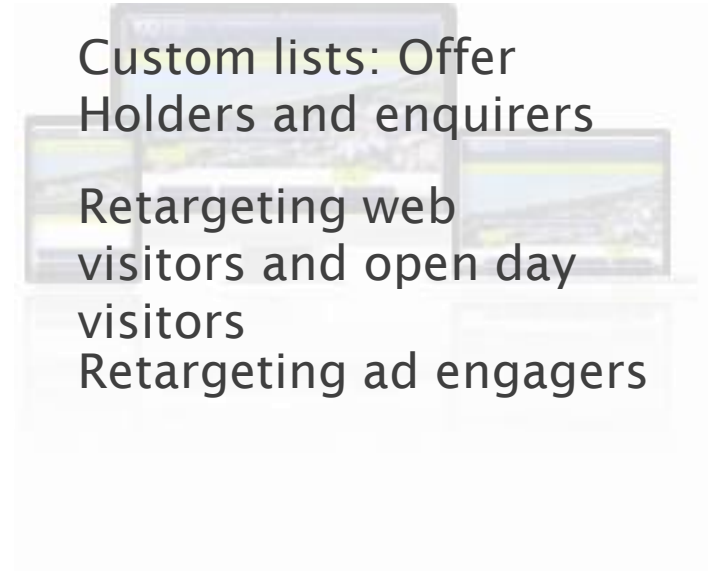 Custom lists: Offer
Holders and enquirers
Retargeting web
visitors and open day
visitors
Retargeting ad engagers